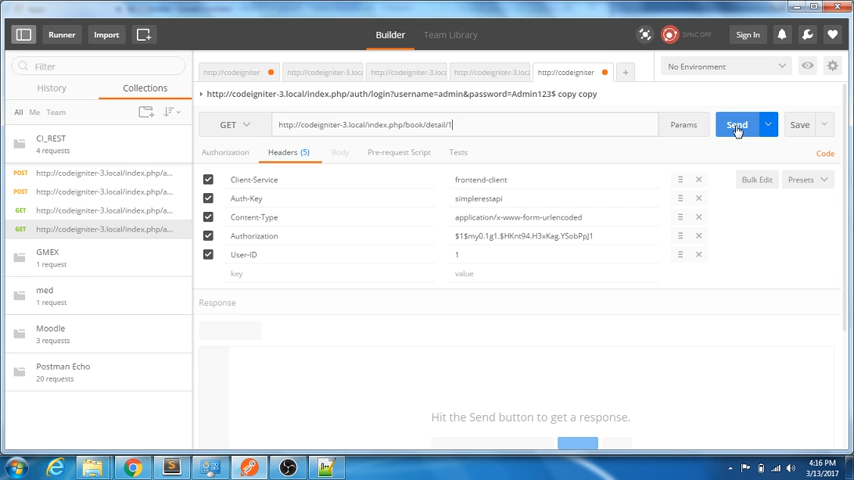 Runner
Import
Builder
Team Library
SYNC OFF
Sign In
Filter
History
Collections
All Me Team
CI_REST
4 requests
POST http://codeigniter-3.local/index.php/a...
POST http://codeigniter-3.local/index.php/a...
GET http://codeigniter-3.local/index.php/a...
GET http://codeigniter-3.local/index.php/a...
GMEX
1 request
med
1 request
Moodle
3 requests
Postman Echo
20 requests
http://codeigniter
http://codeigniter-3.loca
http://codeigniter-3.loca
http://codeigniter-3.loca
http://codeigniter
+
No Environment
http://codeigniter-3.local/index.php/auth/login?username=admin&password=Admin123$ copy copy
GET
http://codeigniter-3.local/index.php/book/detail/1
Params
Send
Save
Authorization
Headers (5)
Body
Pre-request Script
Tests
Code
Client-Service frontend-client
Bulk Edit
Presets
Auth-Key simplerestapi
Content-Type application/x-www-form-urlencoded
Authorization $1$my0.1g1.$HKnt94.H3xKag.YSobPpJ1
User-ID 1
key value
Response
Hit the Send button to get a response.
4:16 PM
3/13/2017